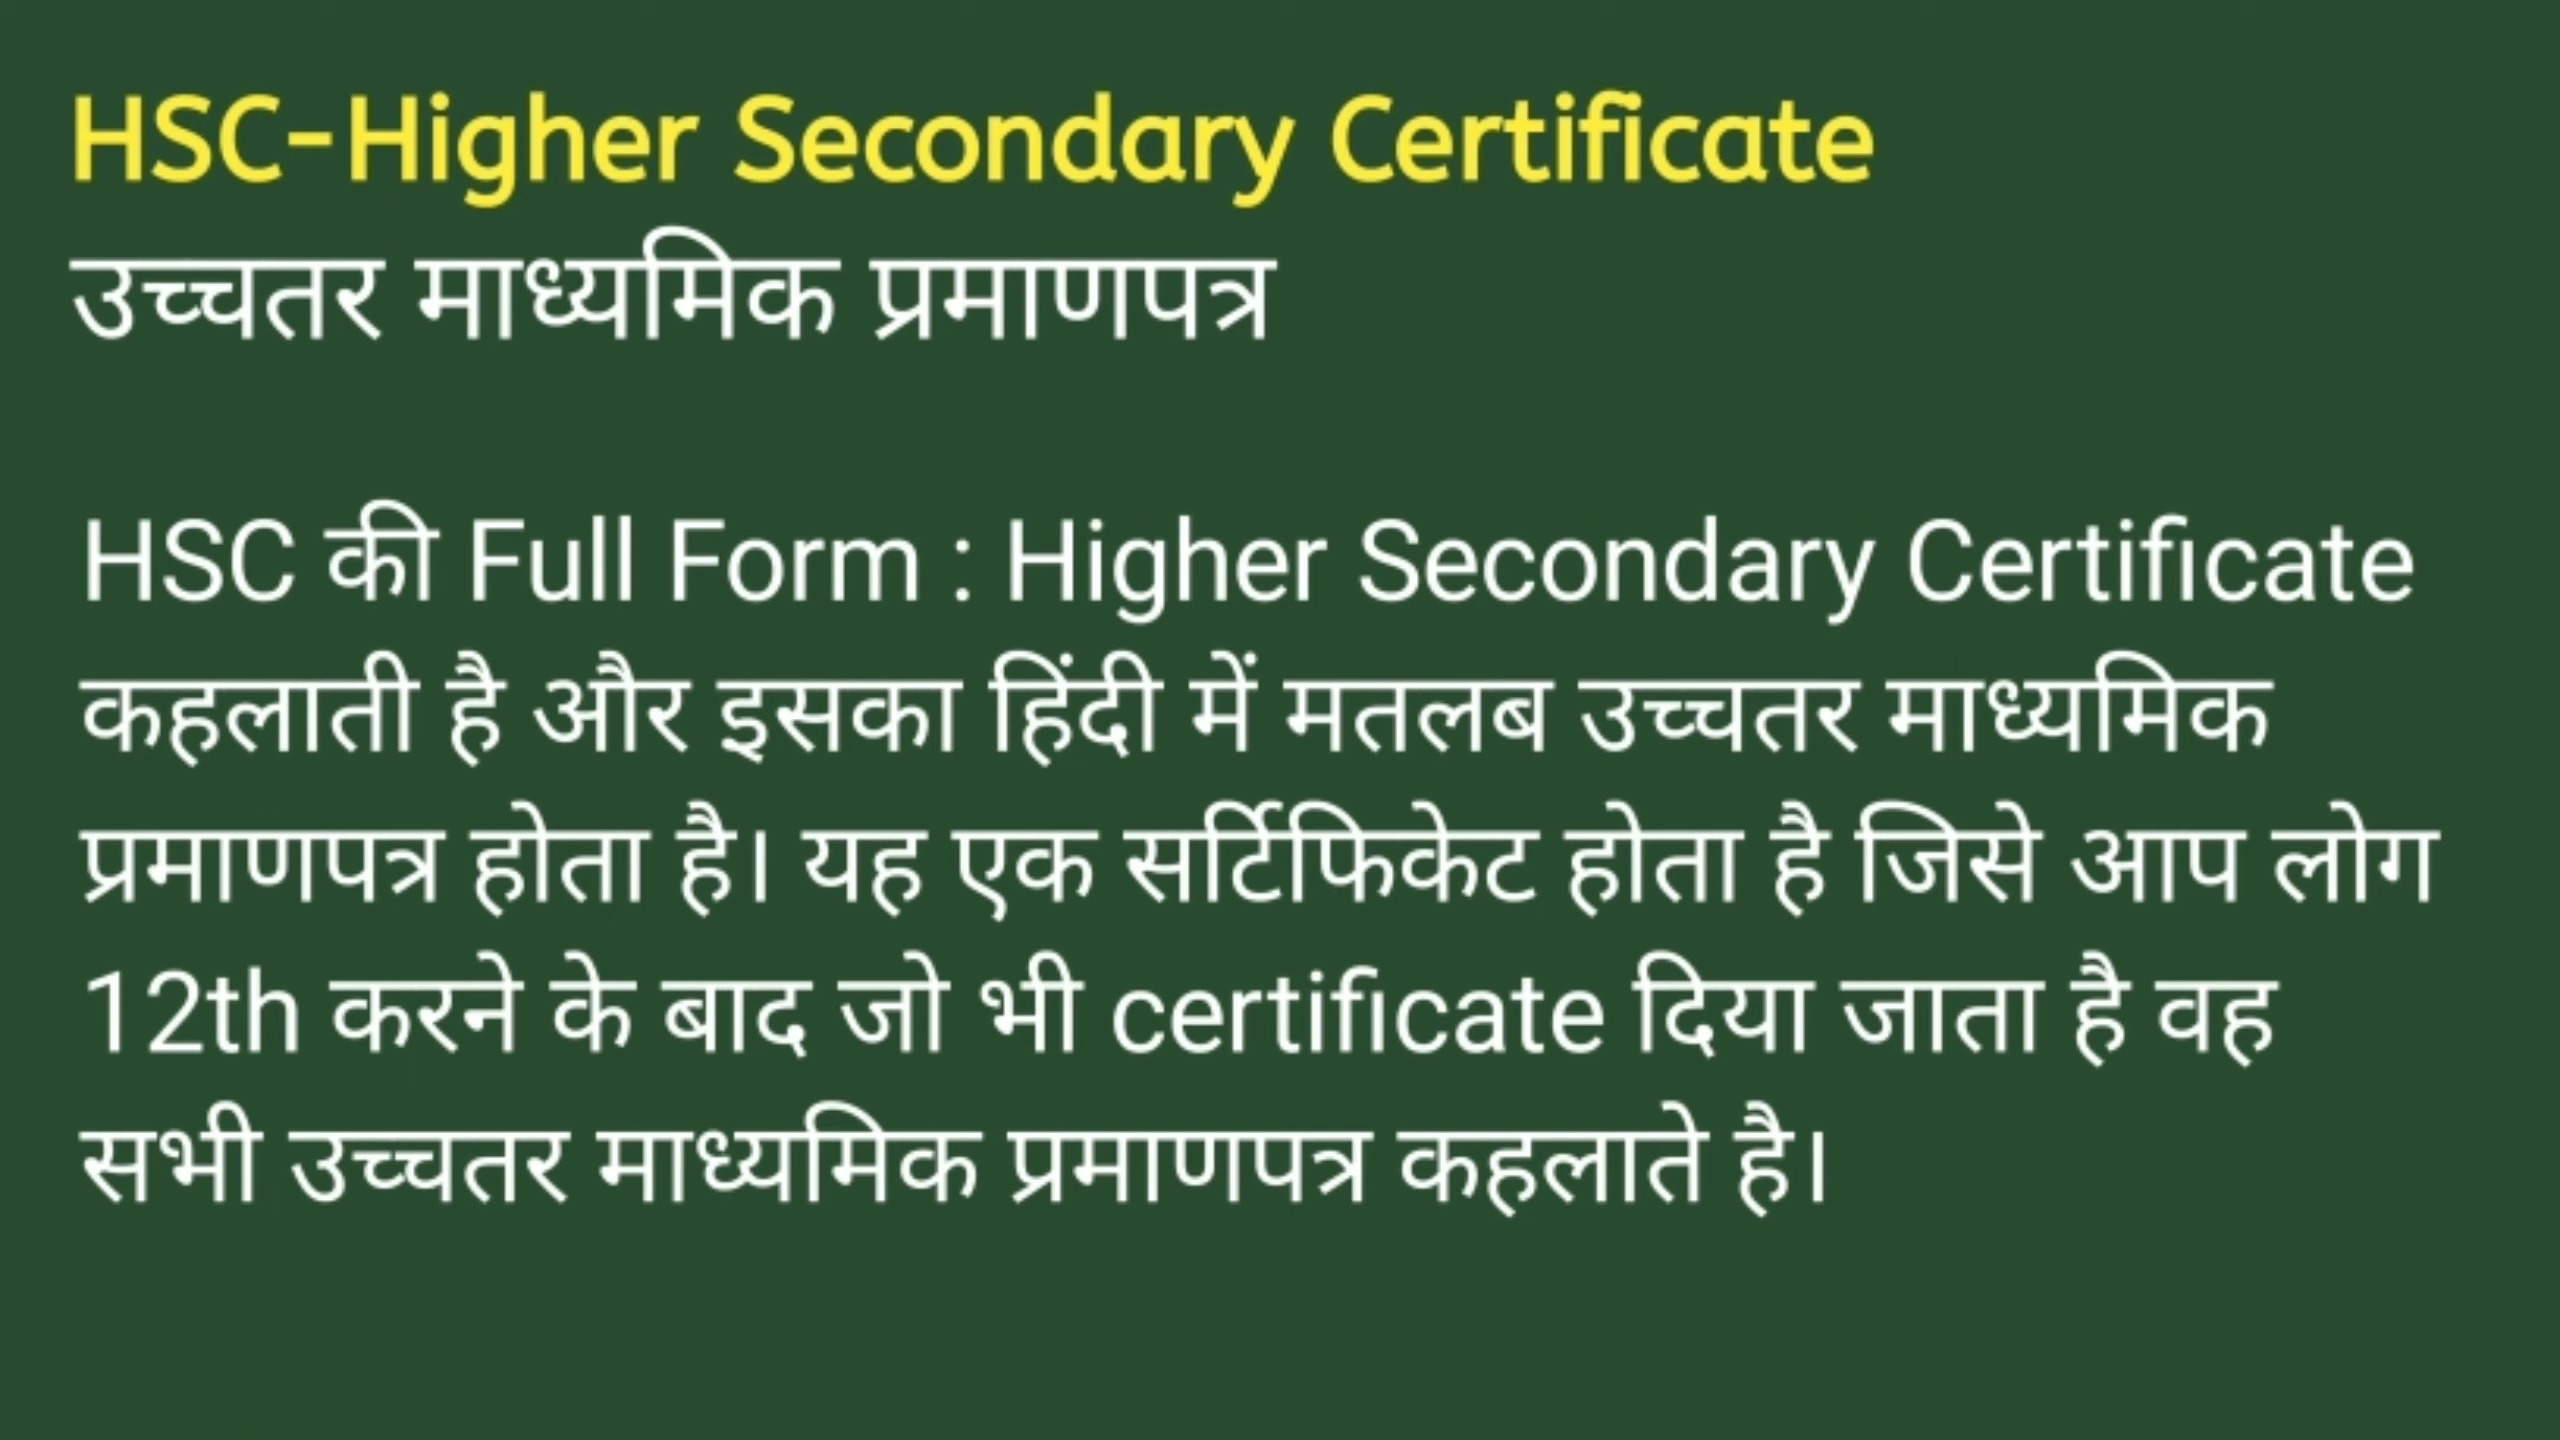 HSC-Higher Secondary Certificate
उच्चतर माध्यमिक प्रमाणपत्र
HSC की Full Form : Higher Secondary Certificate
कहलाती है और इसका हिंदी में मतलब उच्चतर माध्यमिक
प्रमाणपत्र होता है। यह एक सर्टिफिकेट होता है जिसे आप लोग
12th करने के बाद जो भी certificate दिया जाता है वह
सभी उच्चतर माध्यमिक प्रमाणपत्र कहलाते है।